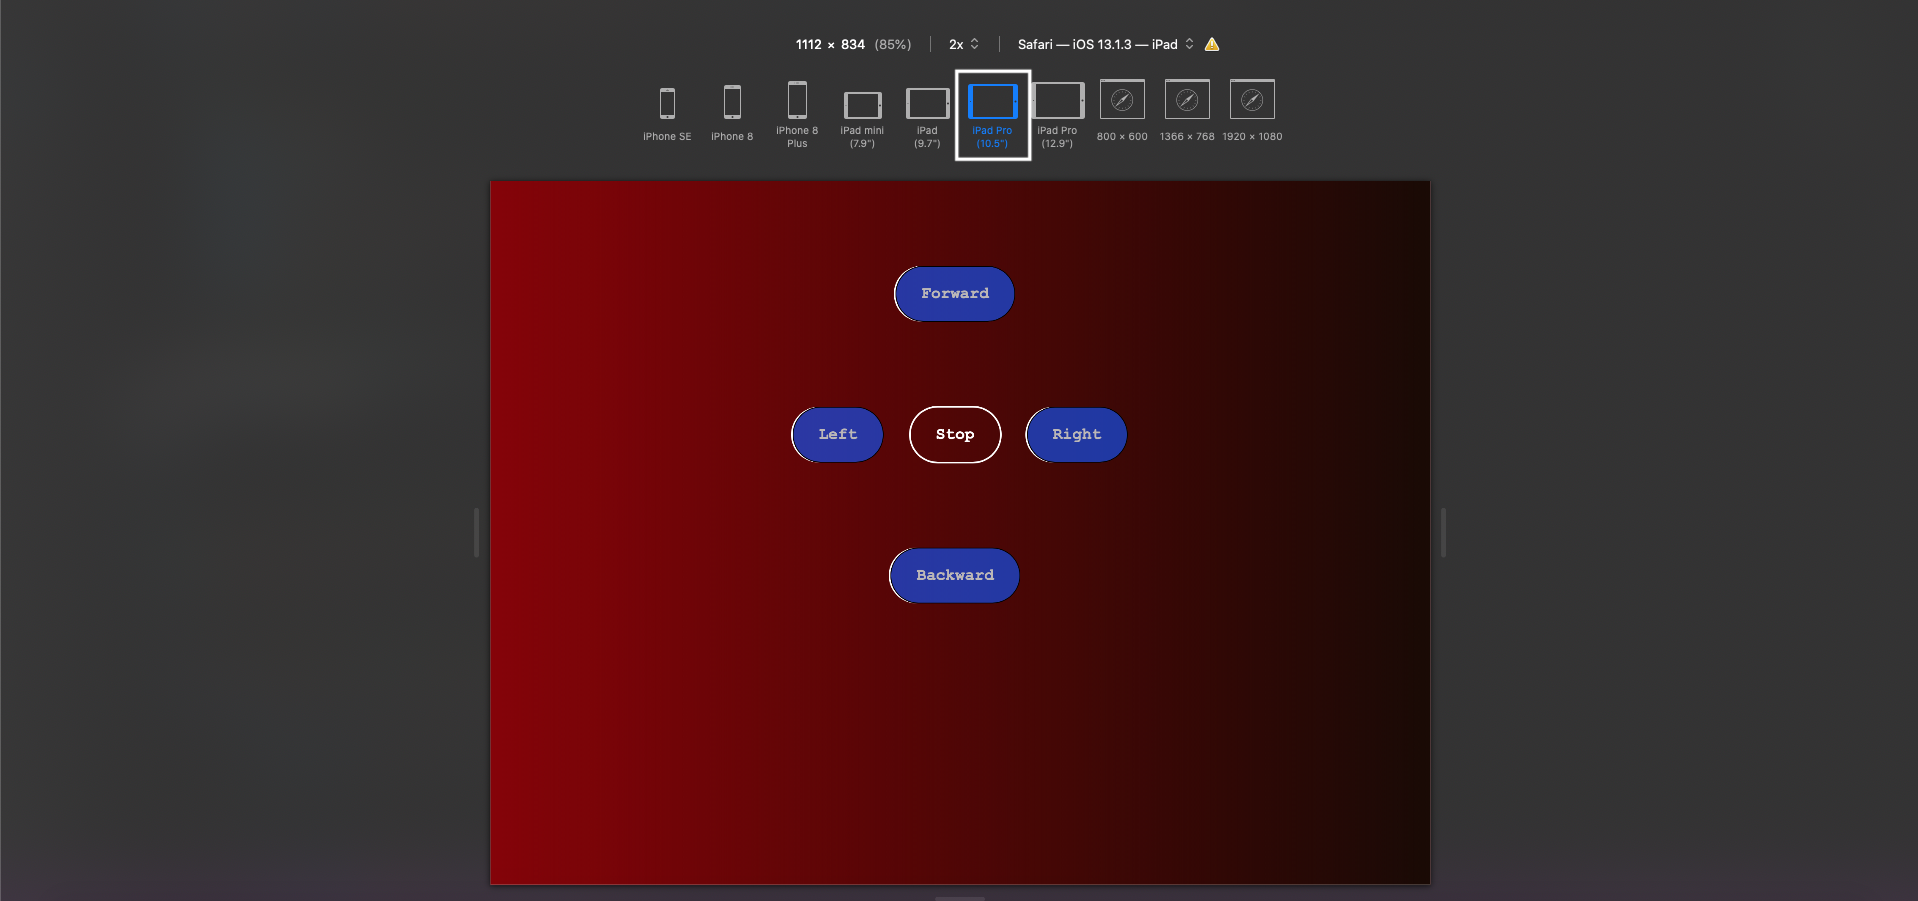 1112 × 834 (85%) 2x Safari — iOS 13.1.3 — iPad
iPhone SE
iPhone 8
iPhone 8
Plus
iPad mini
(7.9")
iPad
(9.7")
iPad Pro
(10.5")
iPad Pro
(12.9")
800 × 600
1366 × 768
1920 × 1080
Forward
Left
Stop
Right
Backward